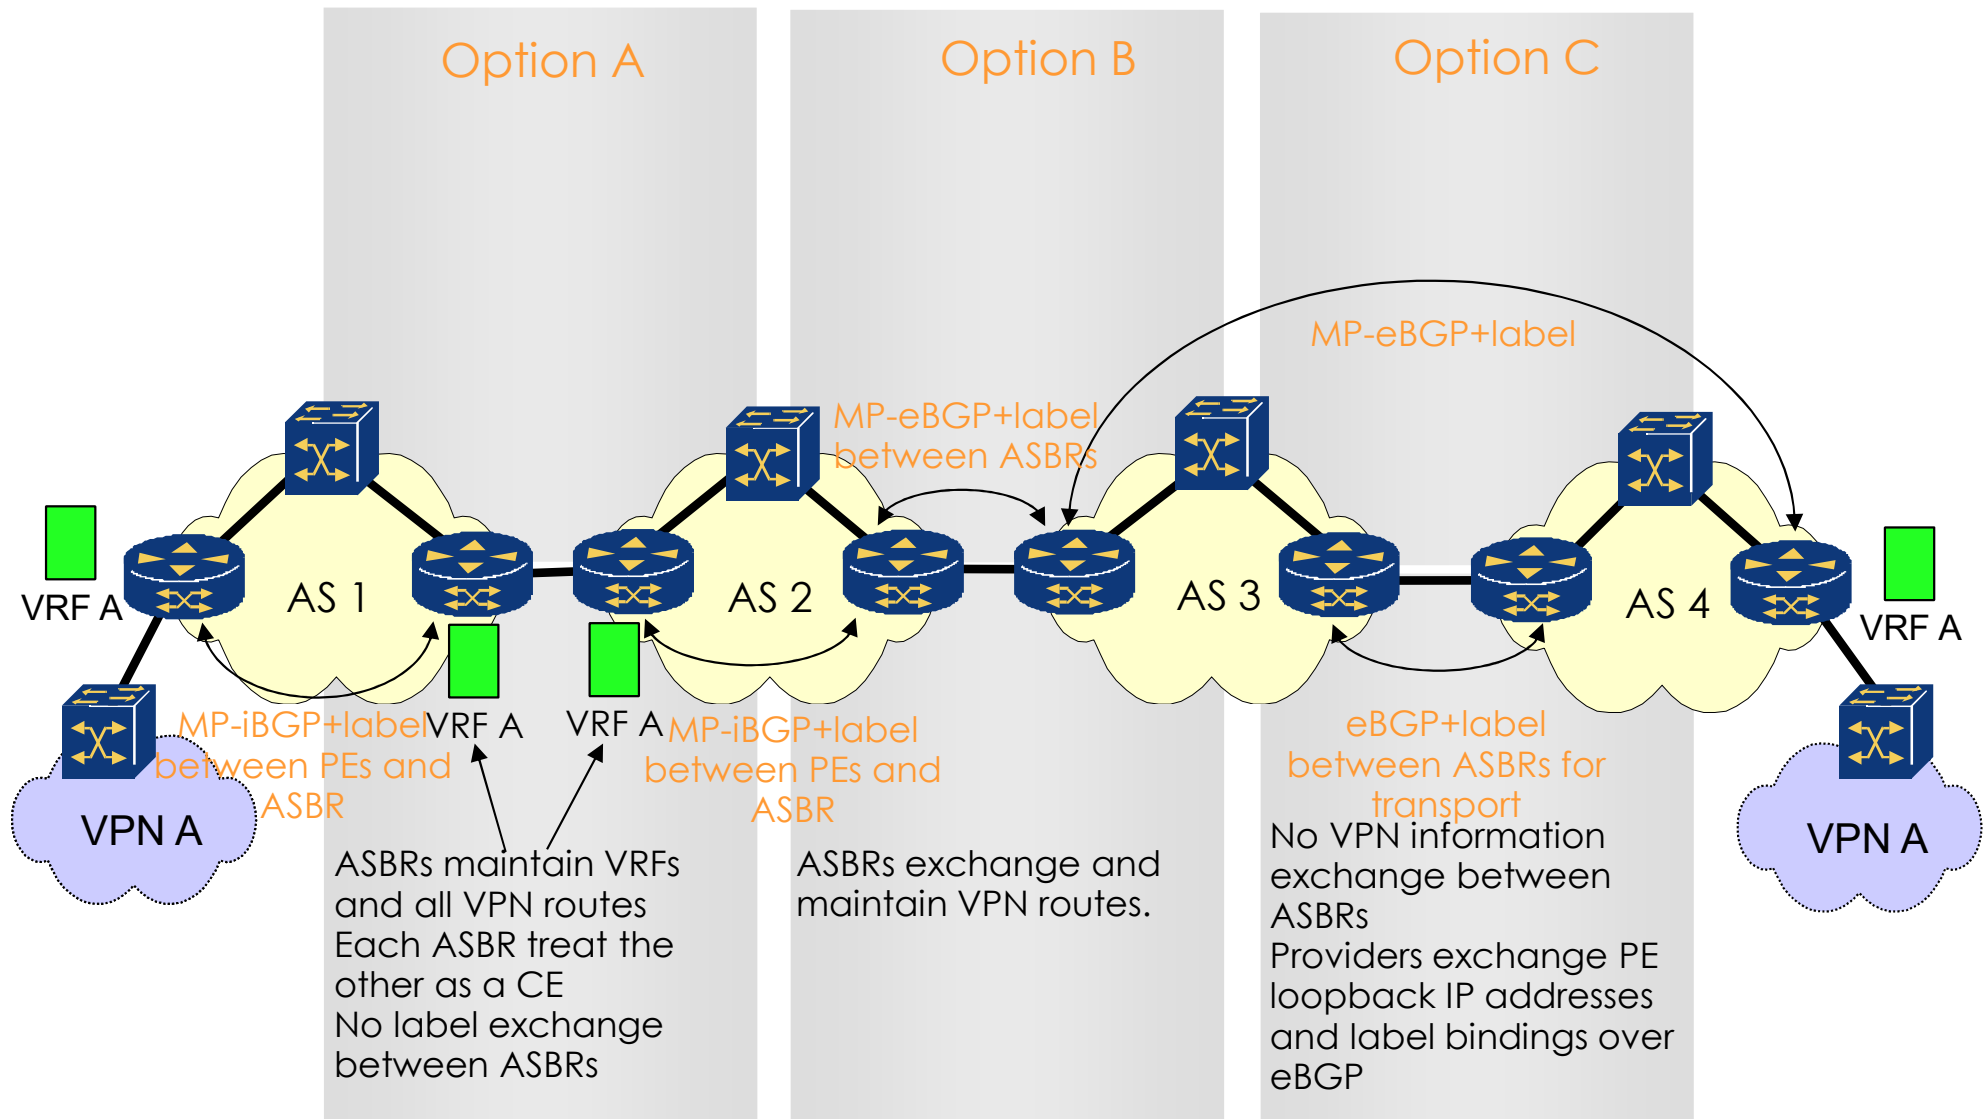 Option A
Option B
Option C
MP-eBGP+label
MP-eBGP+label
between ASBRs
VRF A
AS 1
AS 2
AS 3
AS 4
VRF A
MP-iBGP+label
between PEs and
ASBR
VRF A
VRF A
MP-iBGP+label
between PEs and
ASBR
eBGP+label
between ASBRs for
transport
VPN A
VPN A
ASBRs maintain VRFs
and all VPN routes
Each ASBR treat the
other as a CE
No label exchange
between ASBRs
ASBRs exchange and
maintain VPN routes.
No VPN information
exchange between
ASBRs
Providers exchange PE
loopback IP addresses
and label bindings over
eBGP